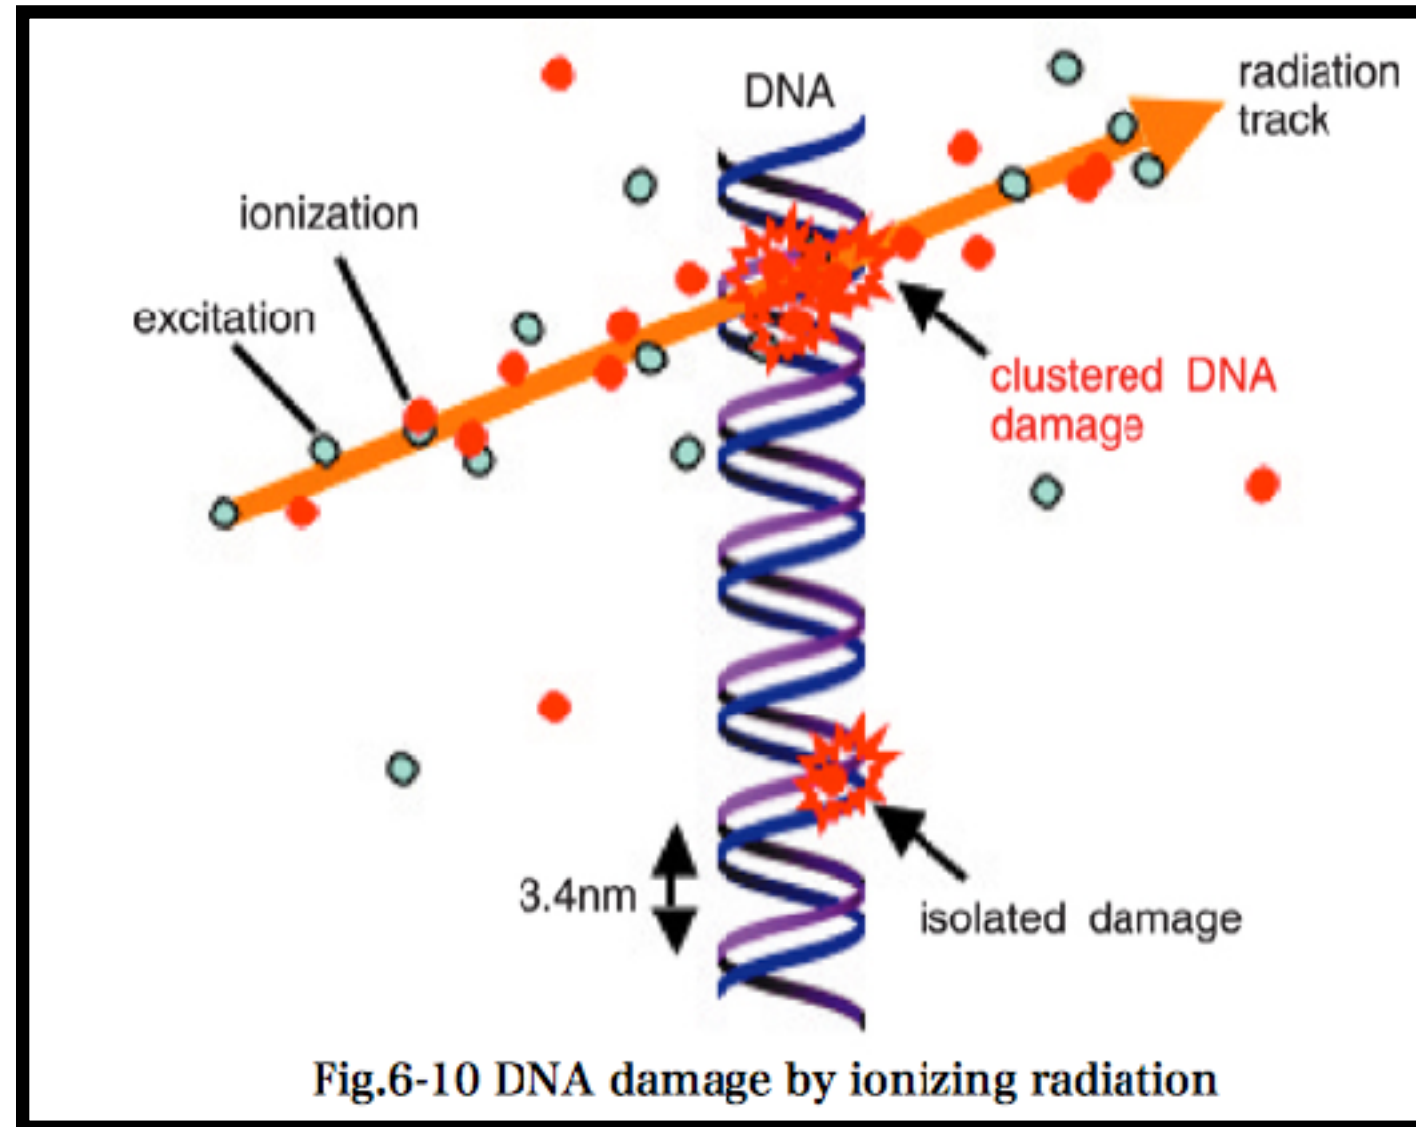 DNA
radiation
track
ionization
excitation
clustered DNA
damage
3.4nm
isolated damage
Fig.6-10 DNA damage by ionizing radiation